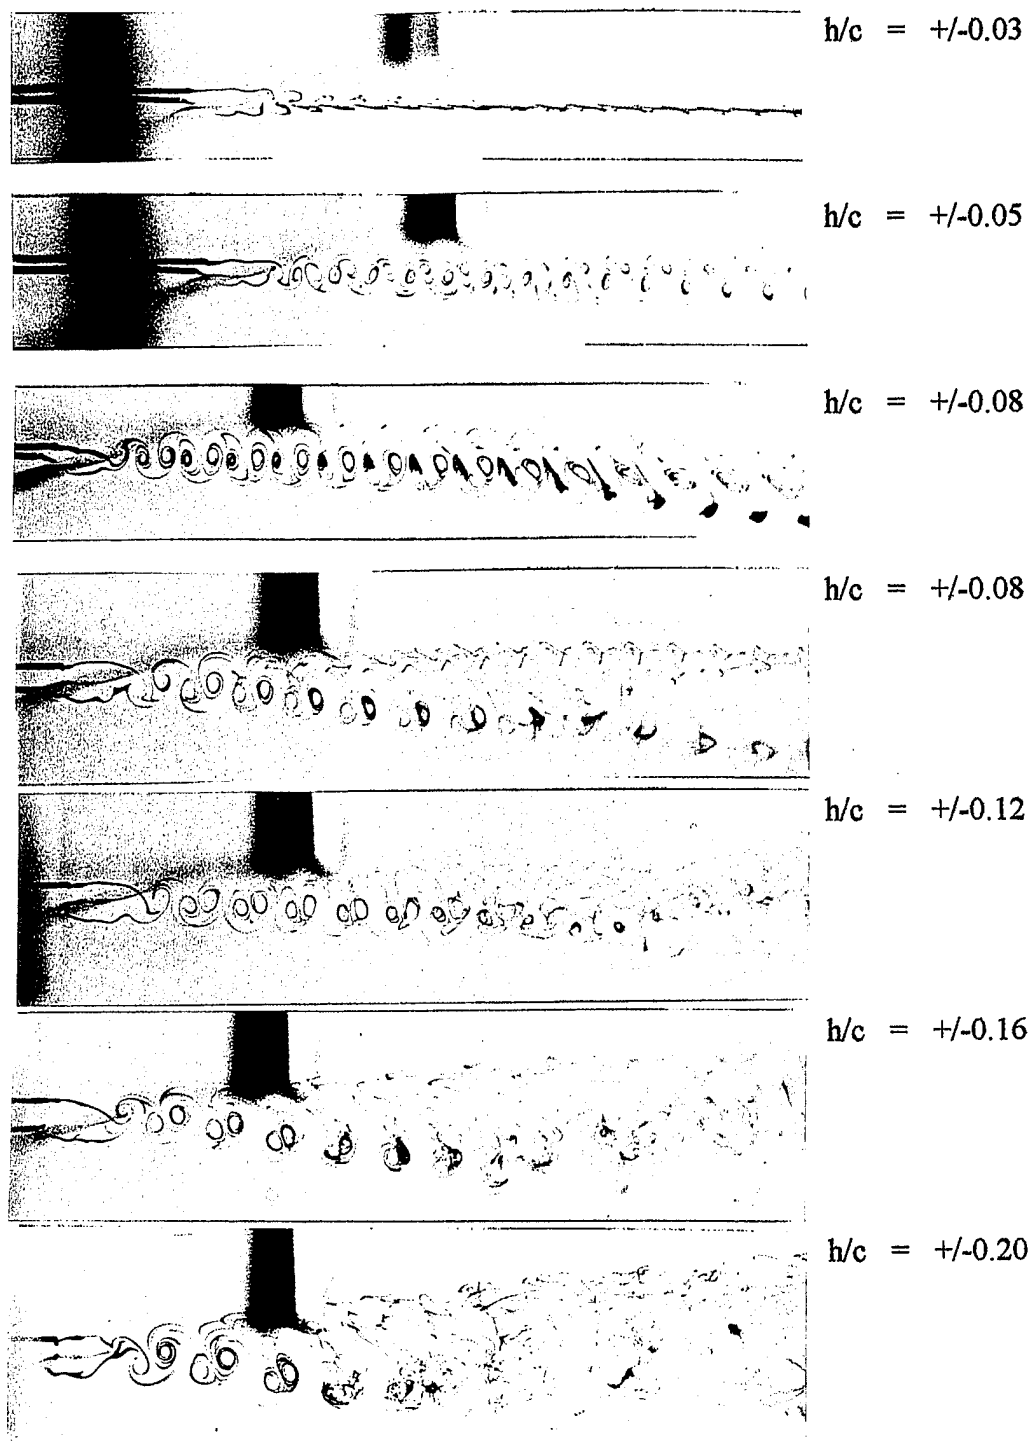 h/c = +/-0.03
h/c = +/-0.05
h/c = +/-0.08
h/c = +/-0.08
h/c = +/-0.12
h/c = +/-0.16
h/c = +/-0.20